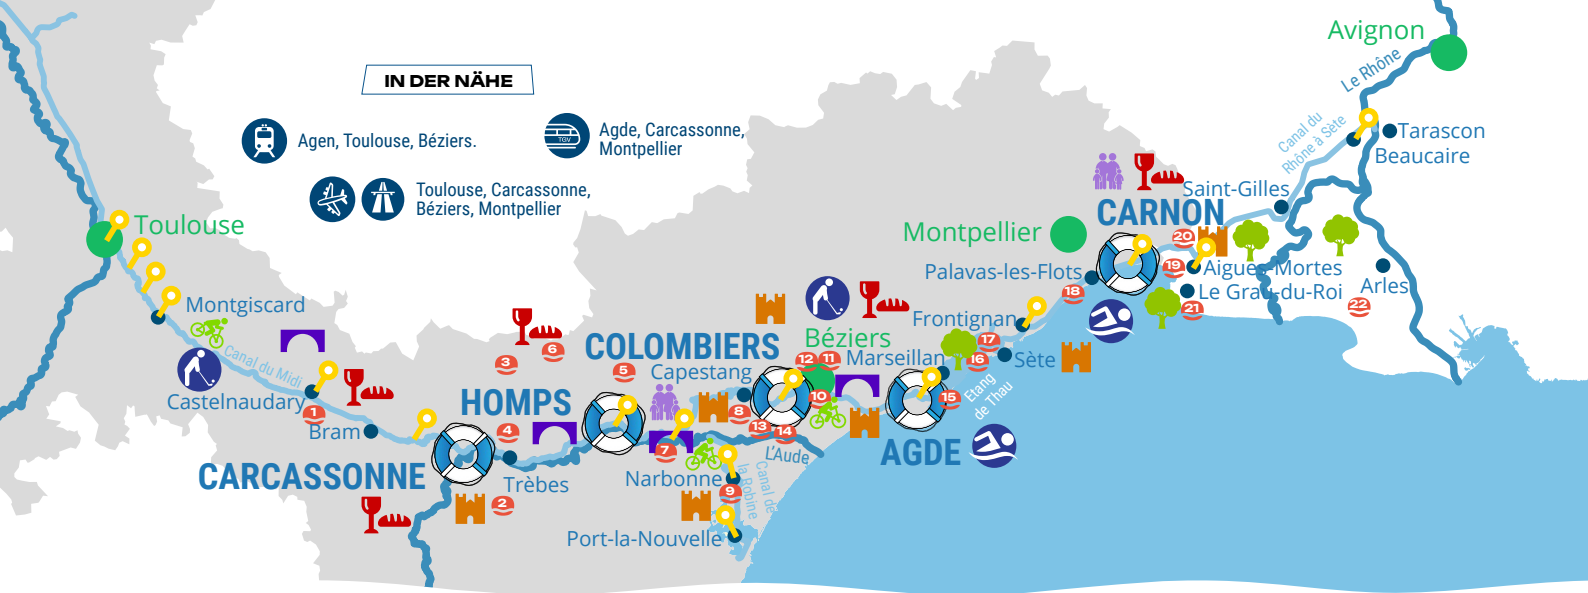 Avignon
Le Rhône
IN DER NÄHE
Agen, Toulouse, Béziers.
TGV
Agde, Carcassonne,
Montpellier
Toulouse, Carcassonne,
Béziers, Montpellier
Canal du
Rhône à Sète
Tarascon
Beaucaire
Saint-Gilles
CARNON
Toulouse
Montpellier
20
Palavas-les-Flots
19
Aigues-Mortes
Le Grau-du-Roi
Arles
18
21
22
Montgiscard
Frontignan
Canal du Midi
COLOMBIERS
Béziers
17
3
6
5
12
11
Marseillan
16
Sète
Capestang
Castelnaudary
1
HOMPS
8
10
15
Etang
de Thau
Bram
4
13
14
7
L'Aude
AGDE
CARCASSONNE
Trèbes
Narbonne
9
Canal de
la Robine
2
Port-la-Nouvelle